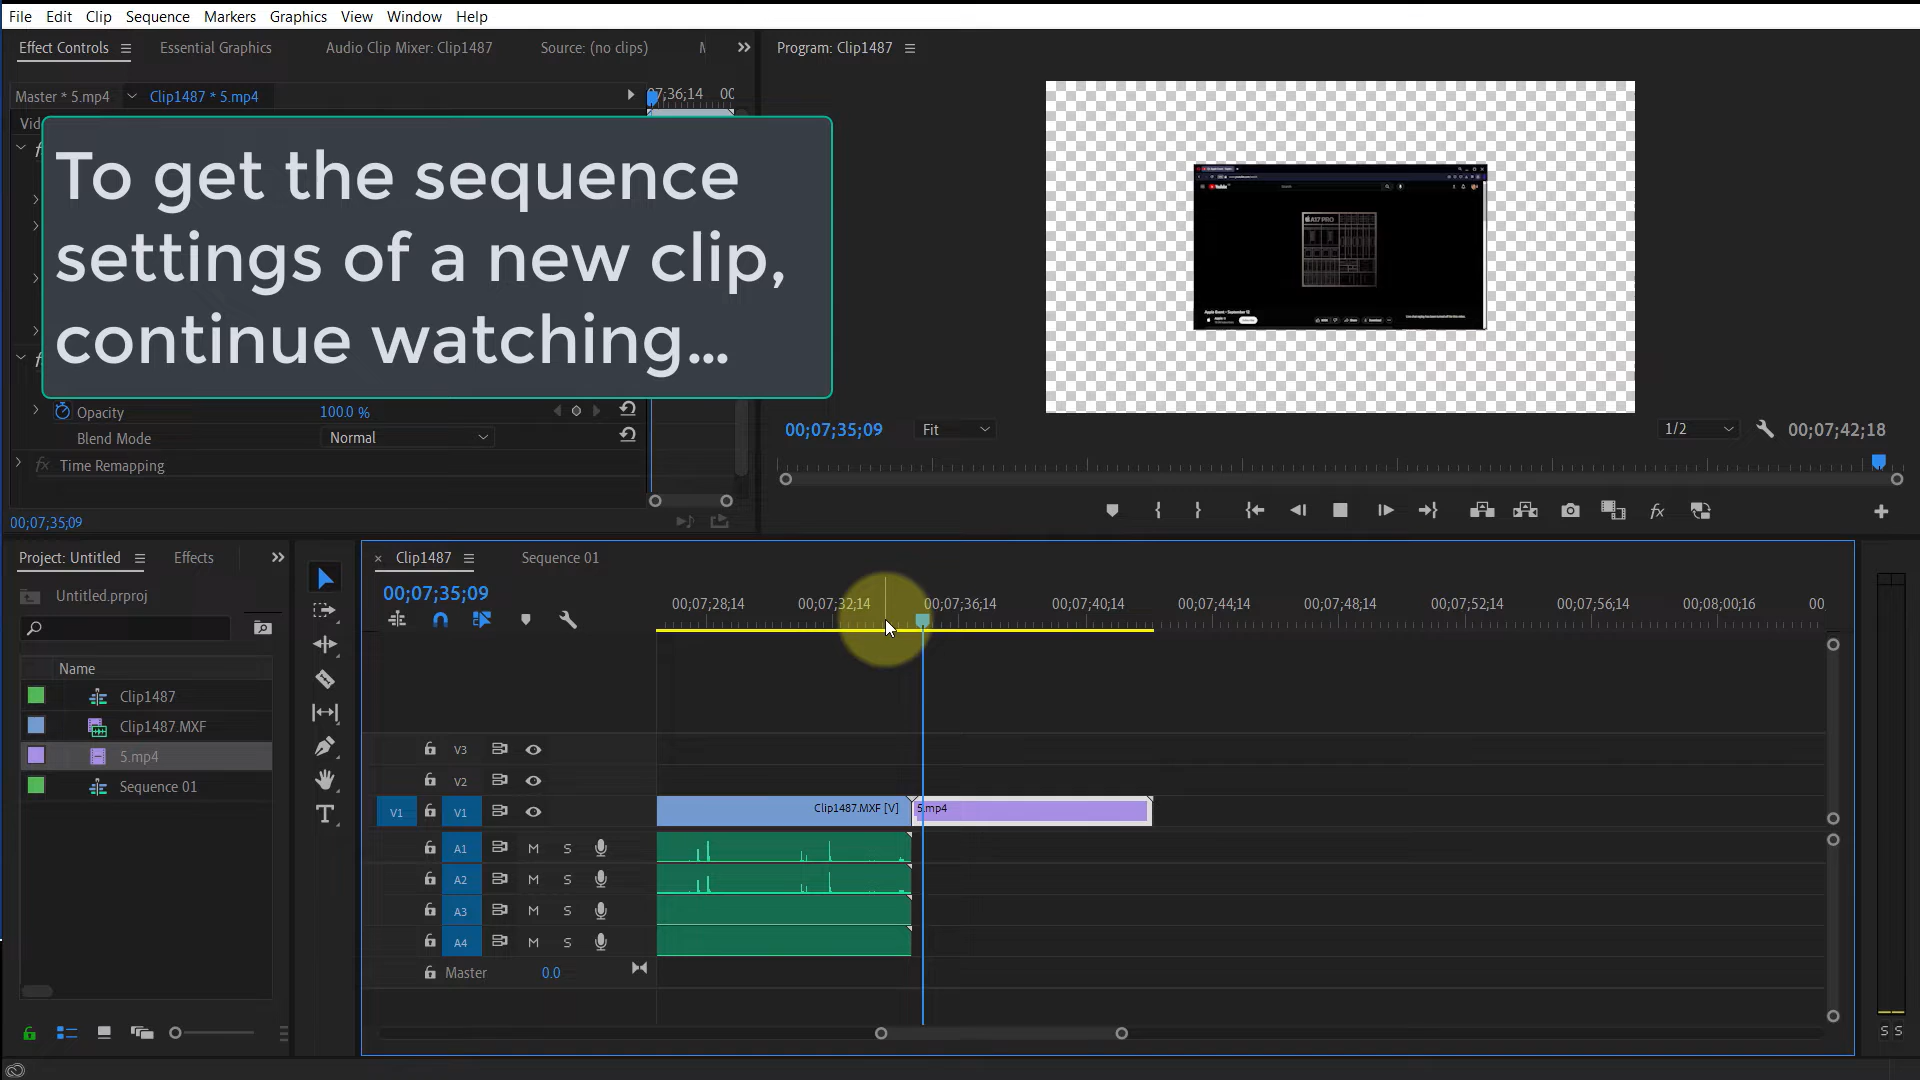 File Edit Clip Sequence Markers Graphics View Window Help
Effect Controls Essential Graphics Audio Clip Mixer: Clip1487 Source: (no clips)
Program: Clip1487
Master * 5.mp4 Clip1487 * 5.mp4
To get the sequence
settings of a new clip,
continue watching...
Opacity 100.0 %
Blend Mode Normal
fx Time Remapping
00;07;35;09
A17 PRO
00;07;35;09 Fit 1/2 00;07;42;18
fx
Project: Untitled Effects
Untitled.prproj
Name
Clip1487
Clip1487.MXF
5.mp4
Sequence 01
Clip1487 Sequence 01
00;07;35;09
00;07;28;14 00;07;32;14 00;07;36;14 00;07;40;14 00;07;44;14 00;07;48;14 00;07;52;14 00;07;56;14 00;08;00;16
V3
V2
V1 V1 Clip1487.MXF [V] 5.mp4
A1 M S
A2 M S
A3 M S
A4 M S
Master 0.0
S S